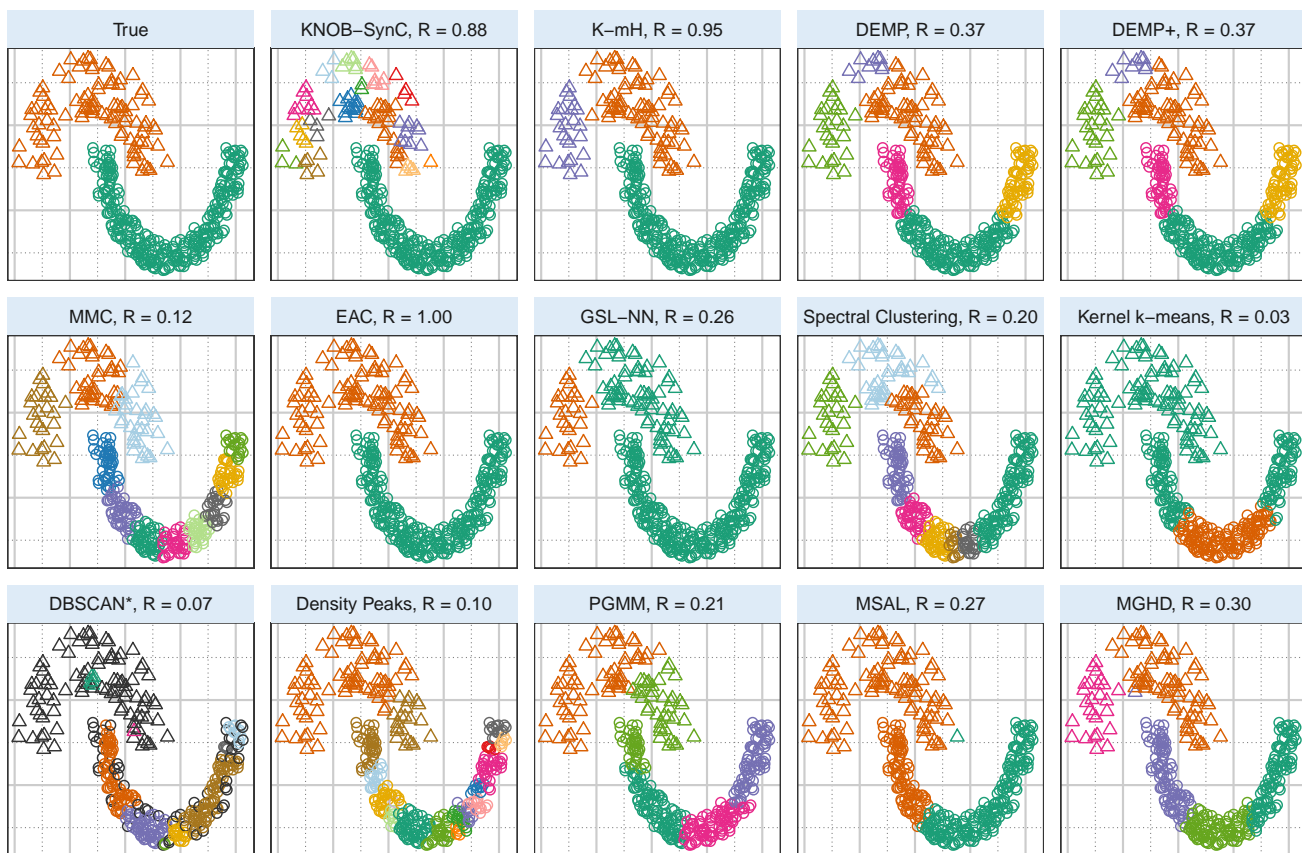 True
KNOB−SynC, R = 0.88
K−mH, R = 0.95
DEMP, R = 0.37
DEMP+, R = 0.37
MMC, R = 0.12
EAC, R = 1.00
GSL−NN, R = 0.26
Spectral Clustering, R = 0.20
Kernel k−means, R = 0.03
DBSCAN*, R = 0.07
Density Peaks, R = 0.10
PGMM, R = 0.21
MSAL, R = 0.27
MGHD, R = 0.30